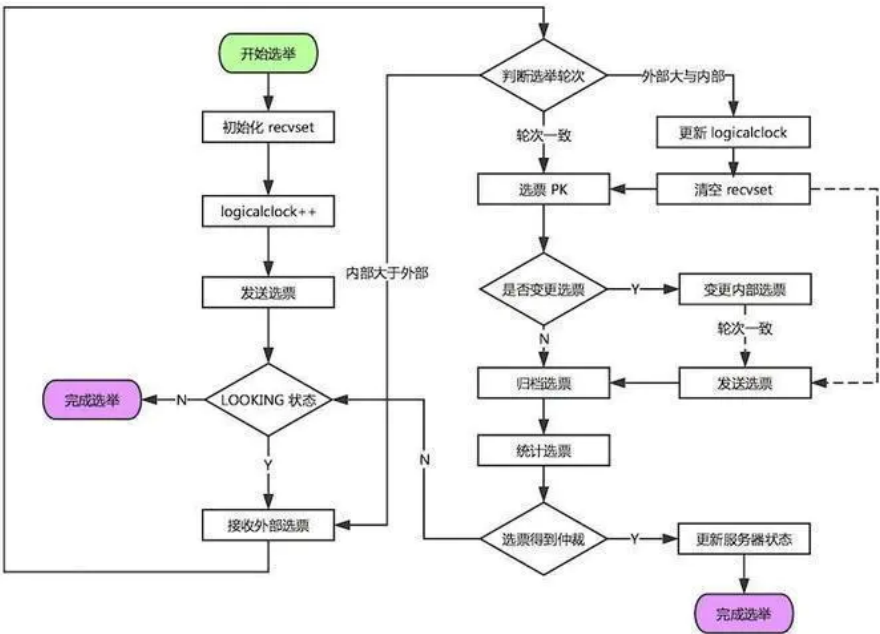 开始选举
初始化 recvset
logicalclock++
发送选票
LOOKING 状态
N
完成选举
Y
接收外部选票
内部大于外部
判断选举轮次
外部大与内部
更新 logicalclock
清空 recvset
轮次一致
选票 PK
是否变更选票
Y
变更内部选票
轮次一致
发送选票
N
归档选票
统计选票
选票得到仲裁
N
Y
更新服务器状态
完成选举